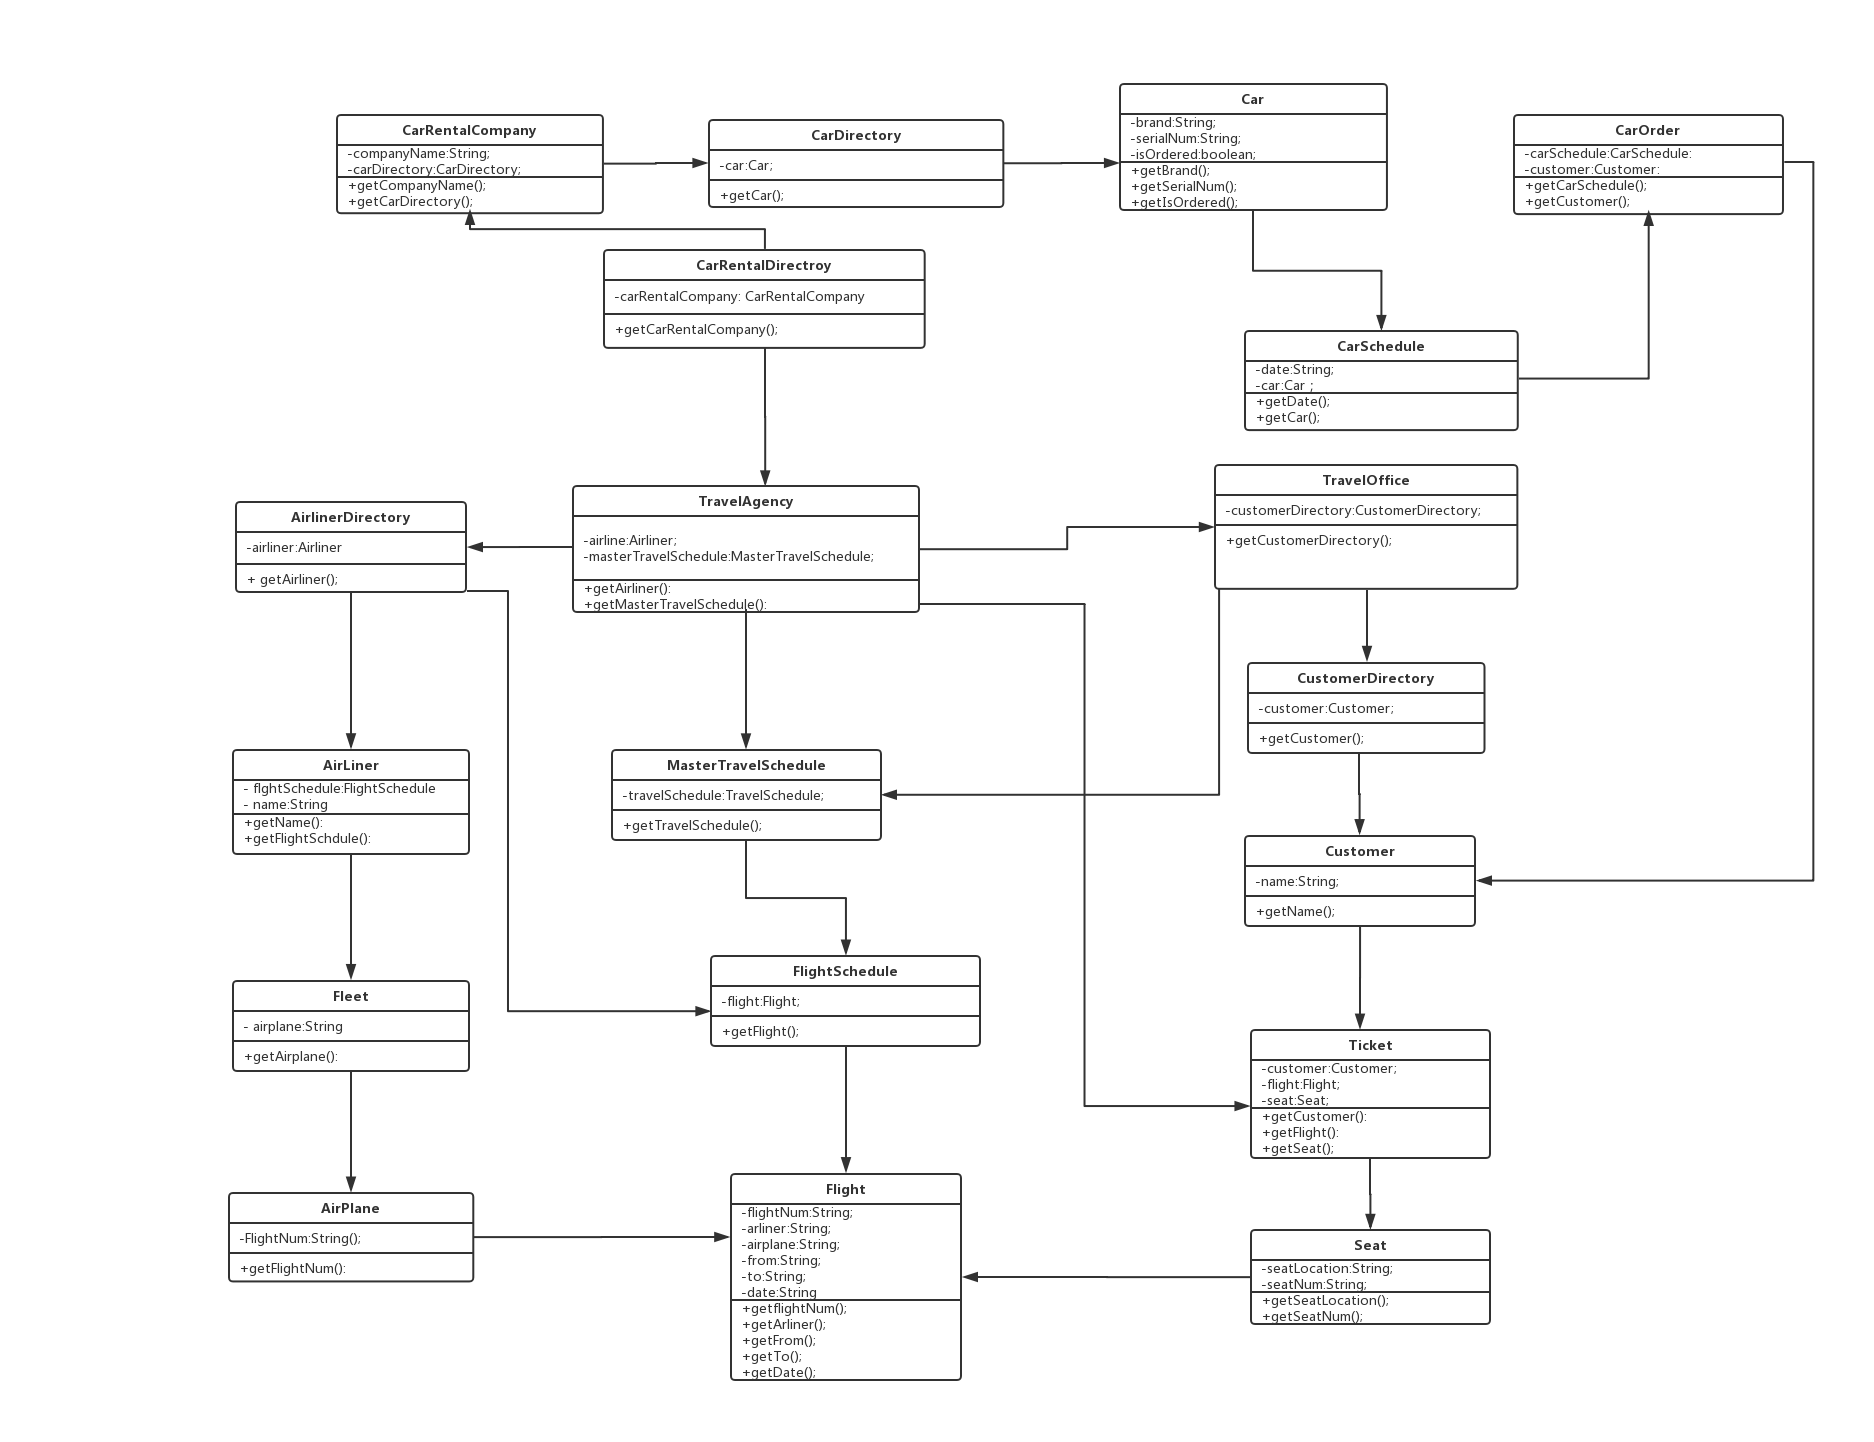 CarRentalCompany
-companyName:String;
-carDirectory:CarDirectory;
+getCompanyName();
+getCarDirectory();
CarDirectory
-car:Car;
+getCar();
Car
-brand:String;
-serialNum:String;
-isOrdered:boolean;
+getBrand();
+getSerialNum();
+getIsOrdered();
CarOrder
-carSchedule:CarSchedule:
-customer:Customer:
+getCarSchedule();
+getCustomer();
CarRentalDirectroy
-carRentalCompany: CarRentalCompany
+getCarRentalCompany();
CarSchedule
-date:String;
-car:Car ;
+getDate();
+getCar();
AirlinerDirectory
-airliner:Airliner
+ getAirliner();
TravelAgency
-airline:Airliner;
-masterTravelSchedule:MasterTravelSchedule;
+getAirliner():
+getMasterTravelSchedule():
TravelOffice
-customerDirectory:CustomerDirectory;
+getCustomerDirectory();
CustomerDirectory
-customer:Customer;
+getCustomer();
AirLiner
- flghtSchedule:FlightSchedule
- name:String
+getName():
+getFlightSchdule():
MasterTravelSchedule
-travelSchedule:TravelSchedule;
+getTravelSchedule();
Customer
-name:String;
+getName();
Fleet
- airplane:String
+getAirplane():
FlightSchedule
-flight:Flight;
+getFlight();
Ticket
-customer:Customer;
-flight:Flight;
-seat:Seat;
+getCustomer():
+getFlight():
+getSeat();
AirPlane
-FlightNum:String();
+getFlightNum():
Flight
-flightNum:String;
-arliner:String;
-airplane:String;
-from:String;
-to:String;
-date:String
+getflightNum();
+getArliner();
+getFrom();
+getTo();
+getDate();
Seat
-seatLocation:String;
-seatNum:String;
+getSeatLocation();
+getSeatNum();